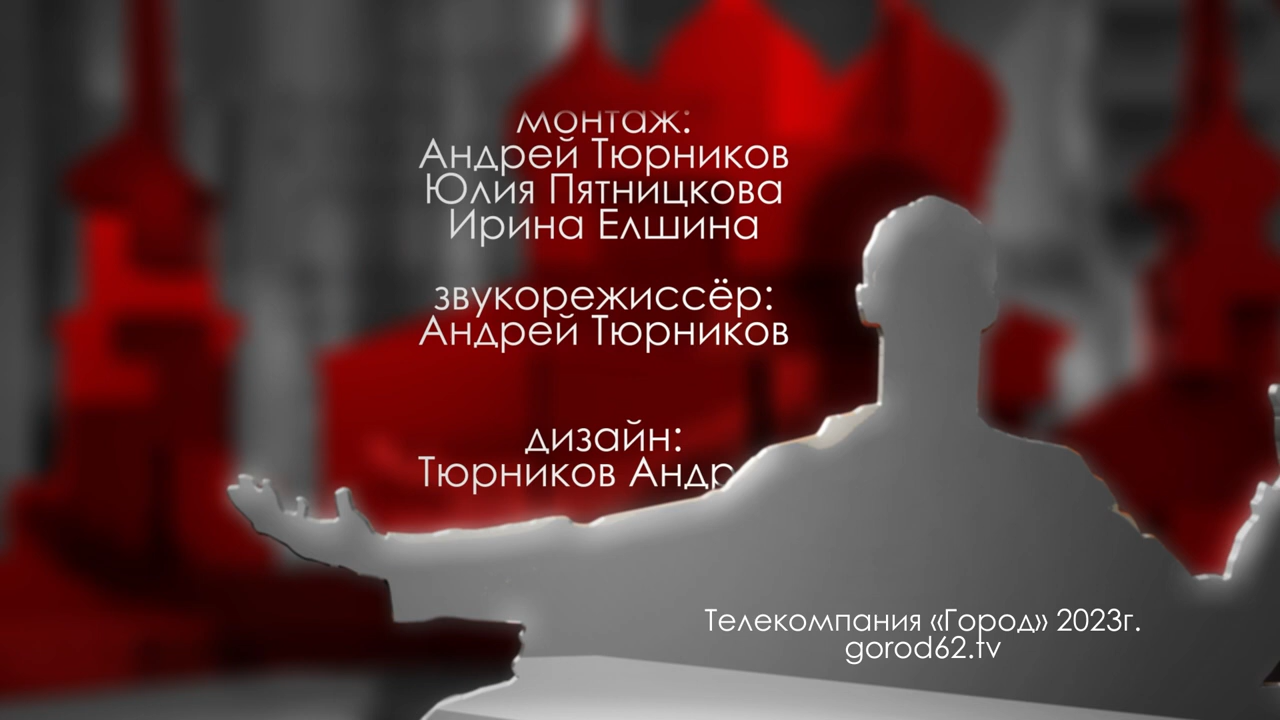 монтаж:
Андрей Тюрников
Юлия Пятницкова
Ирина Елшина
звукорежиссёр:
Андрей Тюрников
дизайн:
Тюрников
Телекомпания «Город» 2023г.
gorod62.tv